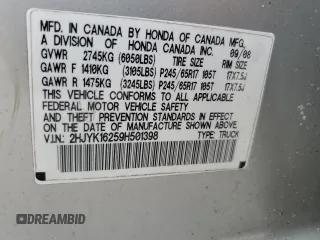 MFD. IN CANADA BY HONDA OF CANADA MFG.,
A DIVISION OF HONDA CANADA INC. 09/08
GVWR 2745KG (6050LBS) TIRE SIZE RIM SIZE
GAWR F 1410KG (3105LBS) P245/65R17 105T 17X7.5J
GAWR R 1475KG (3245LBS) P245/65R17 105T 17X7.5J
THIS VEHICLE CONFORMS TO ALL APPLICABLE
FEDERAL MOTOR VEHICLE SAFETY
AND THEFT PREVENTION STANDARDS IN EFFECT ON THE
DATE OF MANUFACTURE SHOWN ABOVE.
V.I.N.: 2HJYK16259H501398 TYPE: TRUCK
DREAMBID